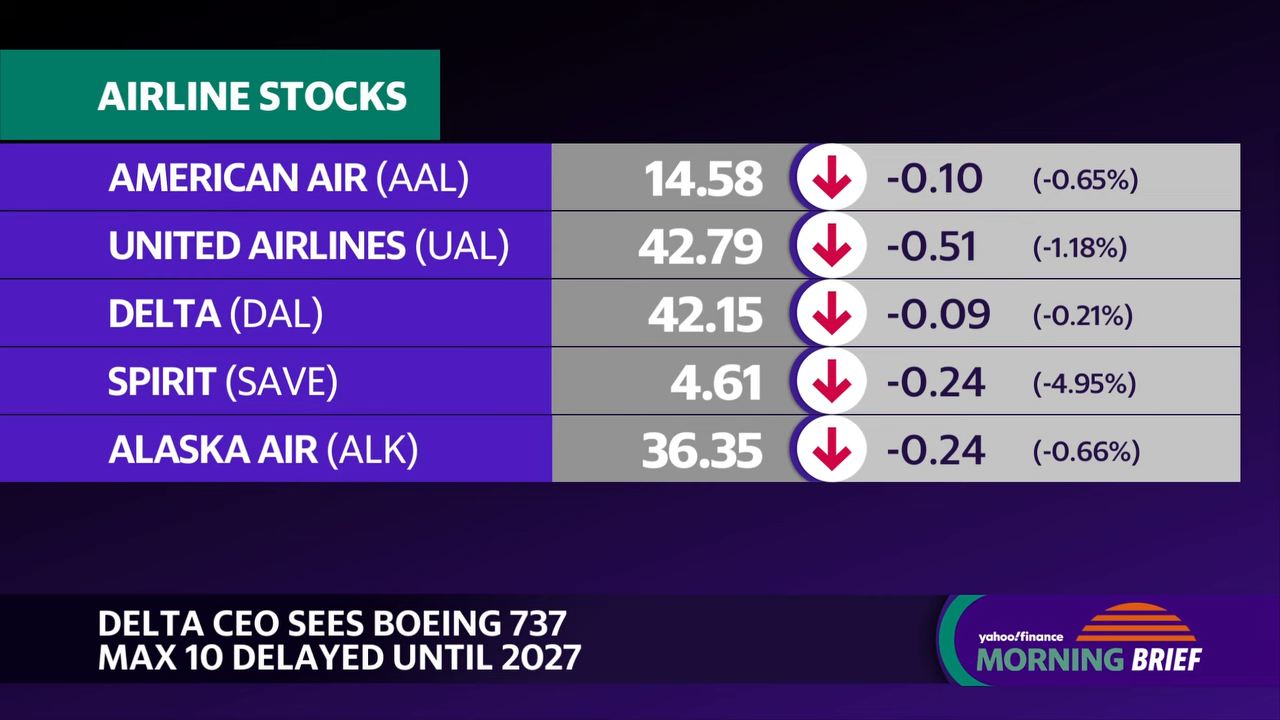 AIRLINE STOCKS
AMERICAN AIR (AAL) 14.58 -0.10 (-0.65%)
UNITED AIRLINES (UAL) 42.79 -0.51 (-1.18%)
DELTA (DAL) 42.15 -0.09 (-0.21%)
SPIRIT (SAVE) 4.61 -0.24 (-4.95%)
ALASKA AIR (ALK) 36.35 -0.24 (-0.66%)
DELTA CEO SEES BOEING 737
MAX 10 DELAYED UNTIL 2027
yahoo!finance
MORNING BRIEF